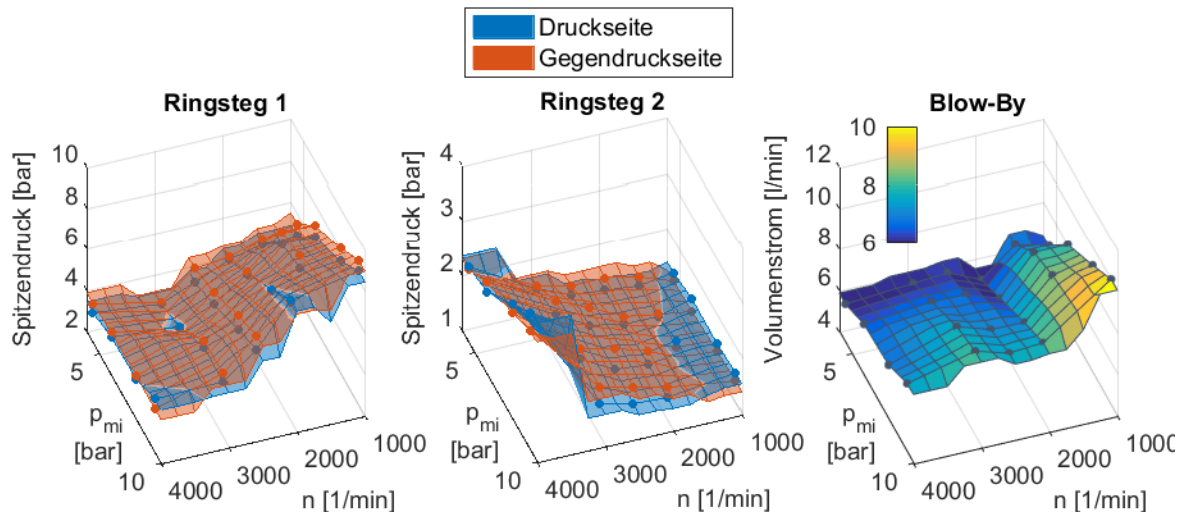 Druckseite
Gegendruckseite
Ringsteg 1
Ringsteg 2
Blow-By
Spitzendruck [bar]
10
8
6
4
2
5
10
p_mi
[bar]
4000
3000
2000
1000
n [1/min]
Spitzendruck [bar]
4
3
2
1
5
10
p_mi
[bar]
4000
3000
2000
1000
n [1/min]
Volumenstrom [l/min]
12
10
8
6
4
10
8
6
5
10
p_mi
[bar]
4000
3000
2000
1000
n [1/min]